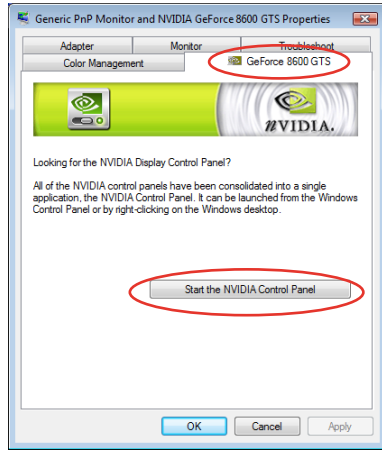 Generic PnP Monitor and NVIDIA GeForce 8600 GTS Properties
Adapter Monitor Troubleshoot
Color Management GeForce 8600 GTS
NVIDIA.
Looking for the NVIDIA Display Control Panel?
All of the NVIDIA control panels have been consolidated into a single
application, the NVIDIA Control Panel. It can be launched from the Windows
Control Panel or by right-clicking on the Windows desktop.
Start the NVIDIA Control Panel
OK Cancel Apply